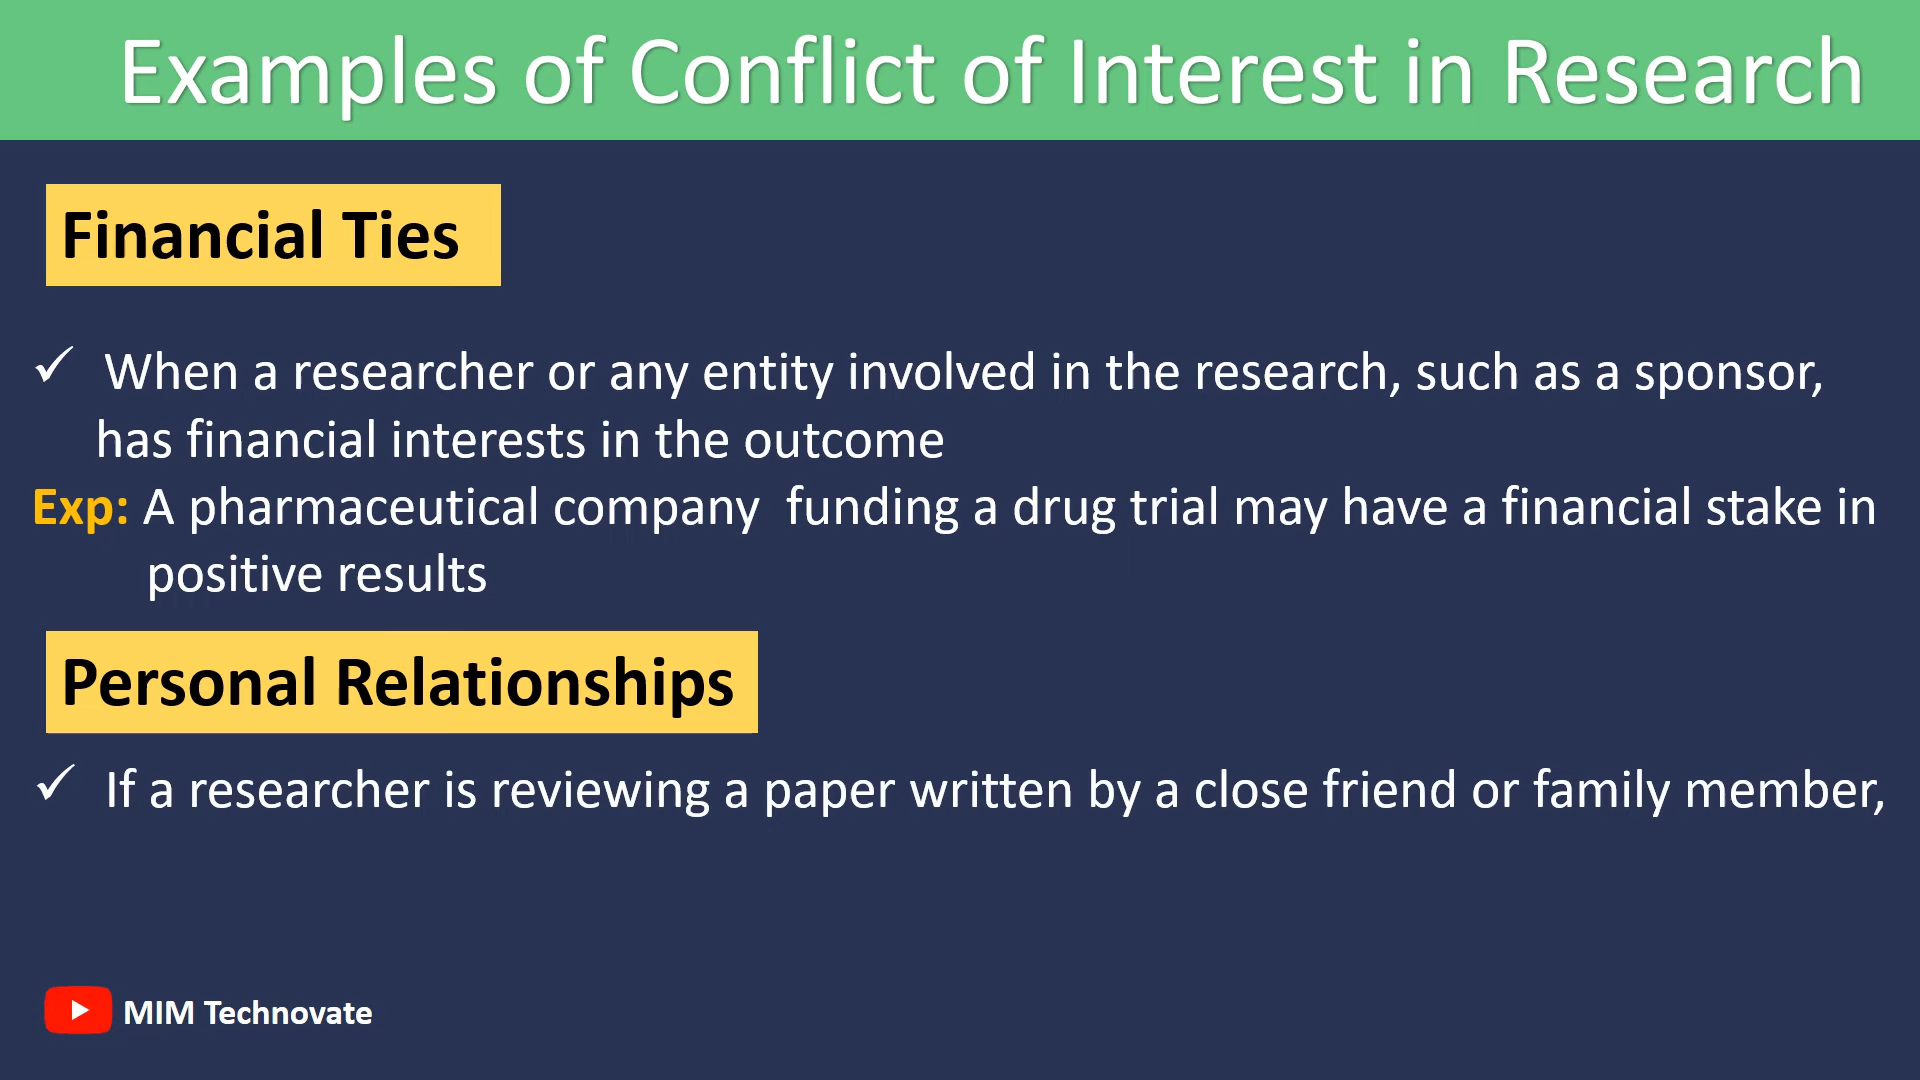 Examples of Conflict of Interest in Research
Financial Ties
✓ When a researcher or any entity involved in the research, such as a sponsor,
has financial interests in the outcome
Exp: A pharmaceutical company funding a drug trial may have a financial stake in
positive results
Personal Relationships
✓ If a researcher is reviewing a paper written by a close friend or family member,
MIM Technovate